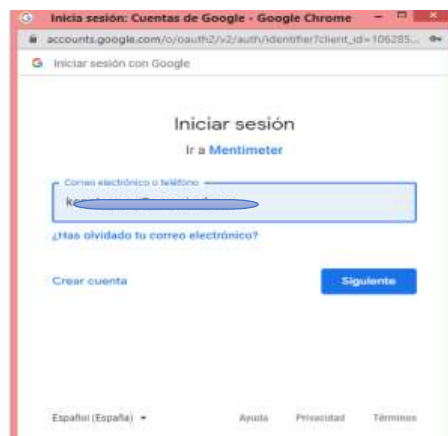 Inicia sesión: Cuentas de Google - Google Chrome
accounts.google.com/o/oauth2/v2/auth/identifier?client_id=106285...
Iniciar sesión con Google
Iniciar sesión
Ir a Mentimeter
Correo electrónico o teléfono
¿Has olvidado tu correo electrónico?
Crear cuenta Siguiente
Español (España) Ayuda Privacidad Términos